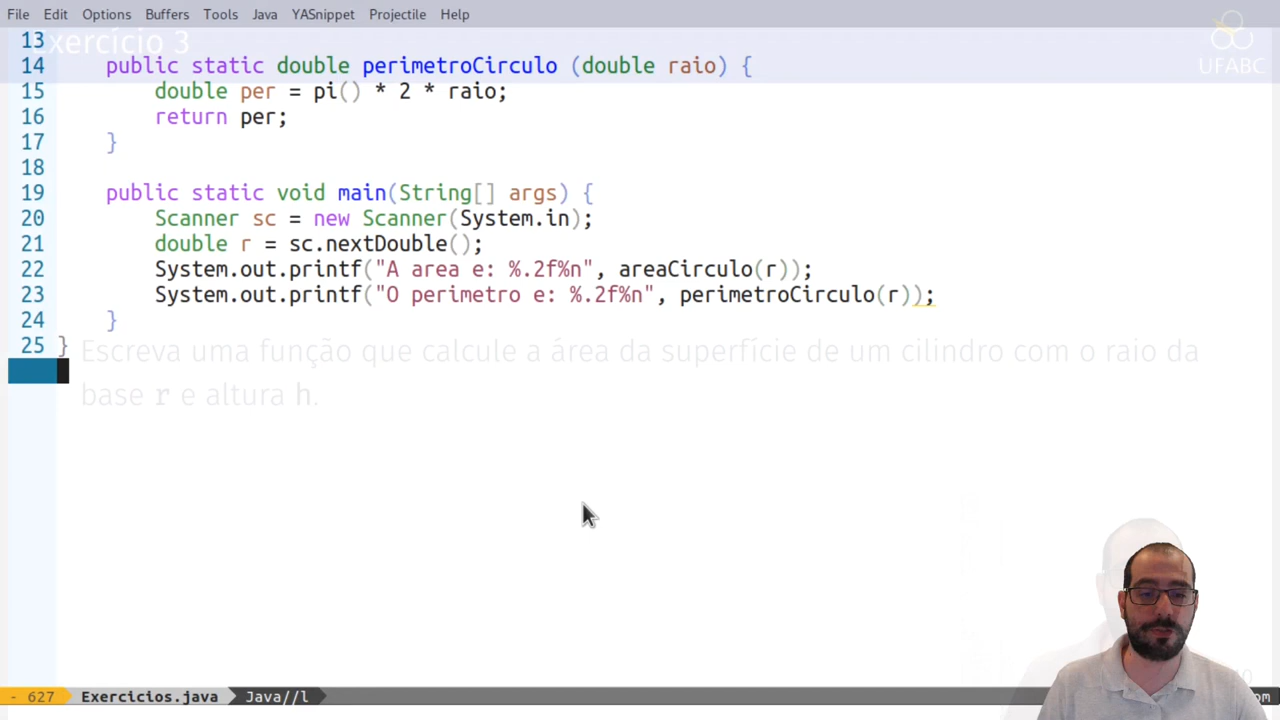 File Edit Options Buffers Tools Java YASnippet Projectile Help
Exercício 3
UFABC
13
14 public static double perimetroCirculo (double raio) {
15 double per = pi() * 2 * raio;
16 return per;
17 }
18
19 public static void main(String[] args) {
20 Scanner sc = new Scanner(System.in);
21 double r = sc.nextDouble();
22 System.out.printf("A area e: %.2f%n", areaCirculo(r));
23 System.out.printf("O perimetro e: %.2f%n", perimetroCirculo(r));
24 }
25 }
Escreva uma função que calcule a área da superfície de um cilindro com o raio da
base r e altura h.
- 627 Exercicios.java Java//l